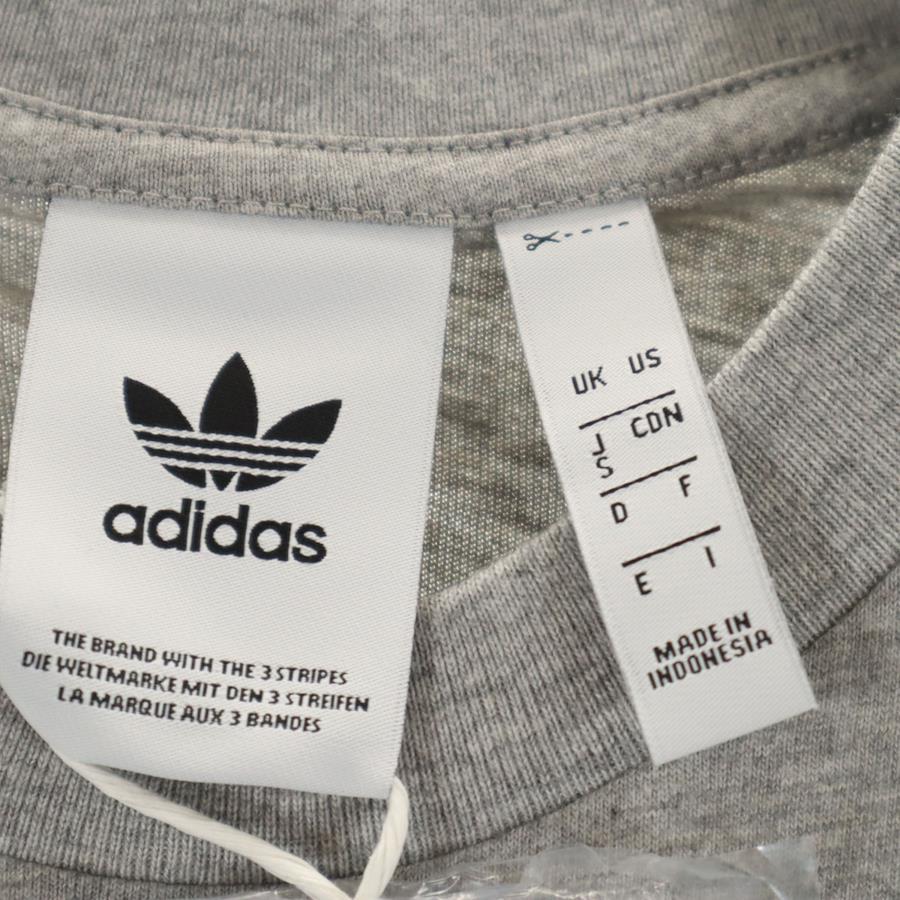 adidas
THE BRAND WITH THE 3 STRIPES
DIE WELTMARKE MIT DEN 3 STREIFEN
LA MARQUE AUX 3 BANDES
UK US
J CDN
S
D F
E I
MADE IN
INDONESIA